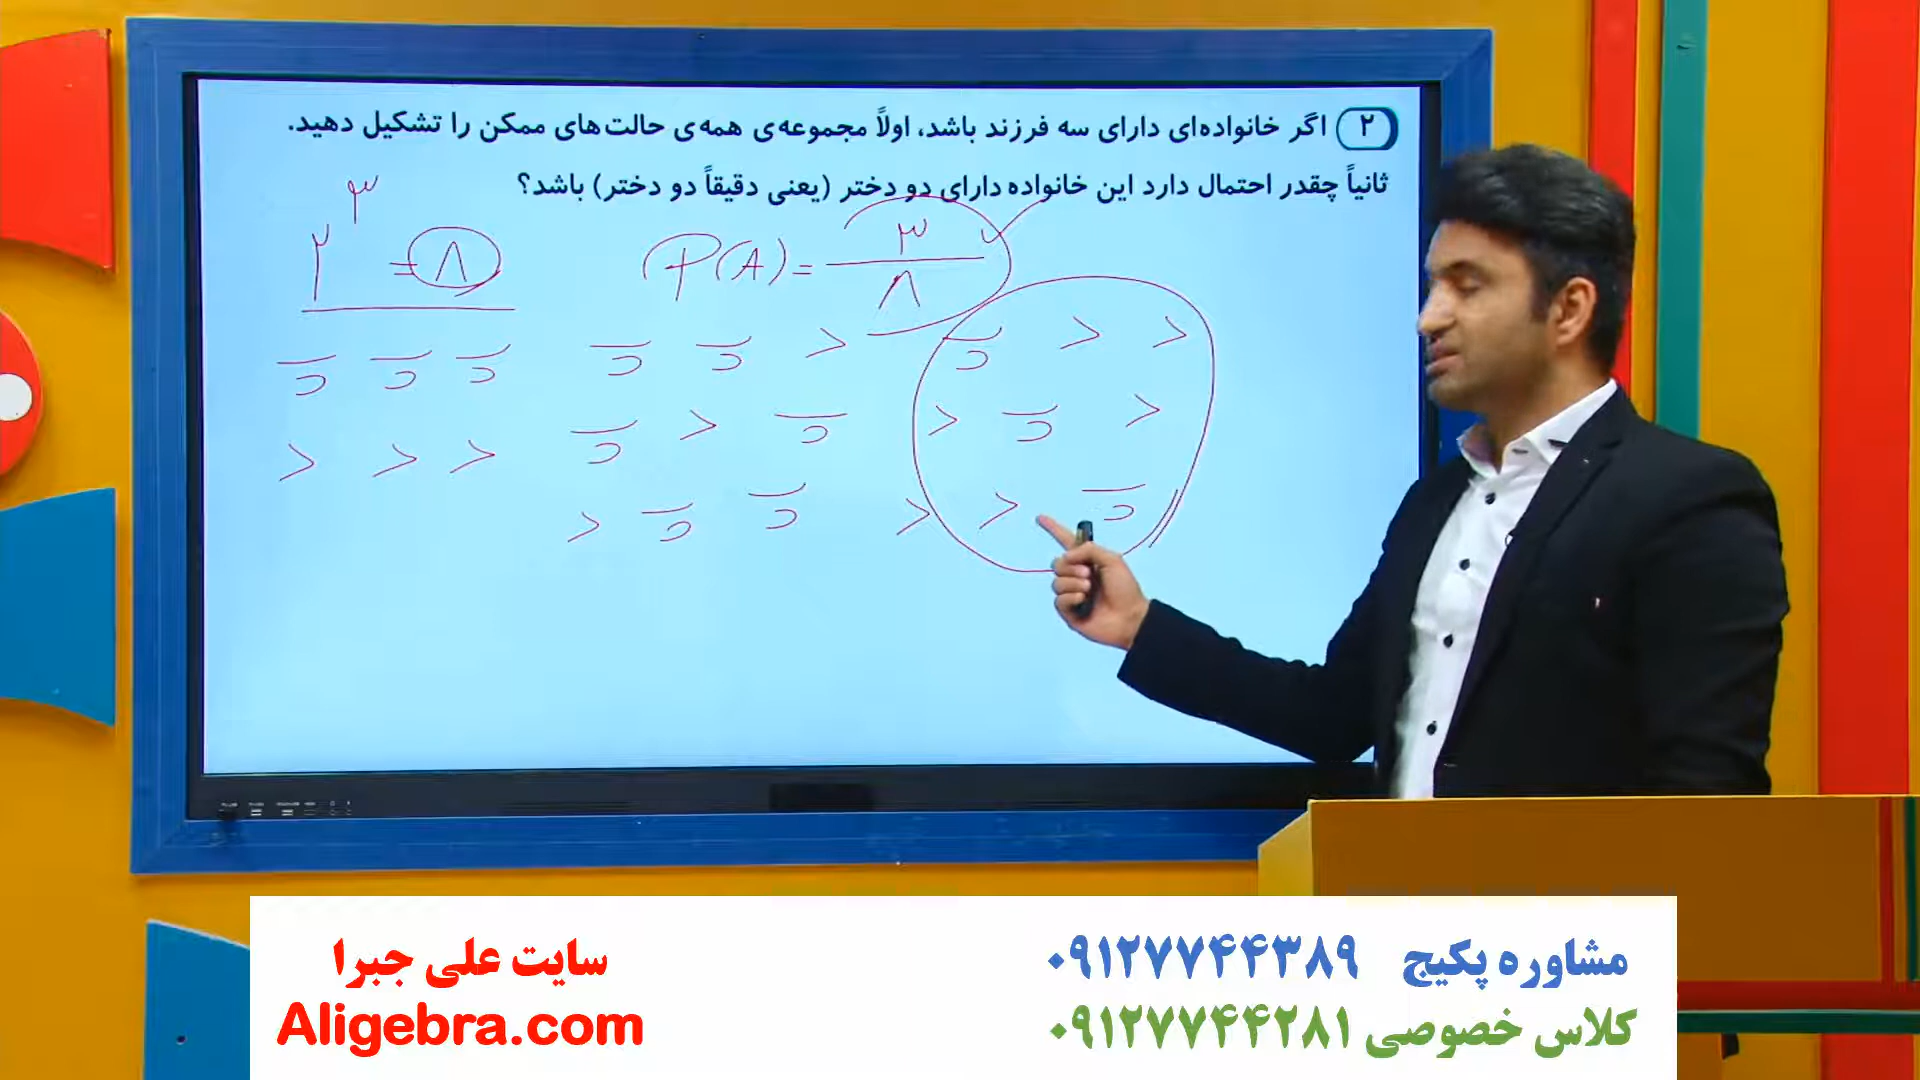 ۲ اگر خانواده‌ای دارای سه فرزند باشد، اولاً مجموعه‌ی همه‌ی حالت‌های ممکن را تشکیل دهید.
ثانیاً چقدر احتمال دارد این خانواده دارای دو دختر (یعنی دقیقاً دو دختر) باشد؟
۲^۳ = ۸
P(A) = ۳/۸
پ پ پ
پ پ د
پ د د
پ د پ
د پ د
د د د
د پ پ
د د پ
سایت علی جبرا
Aligebra.com
مشاوره پکیج ۰۹۱۲۷۷۴۴۳۸۹
کلاس خصوصی ۰۹۱۲۷۷۴۴۲۸۱